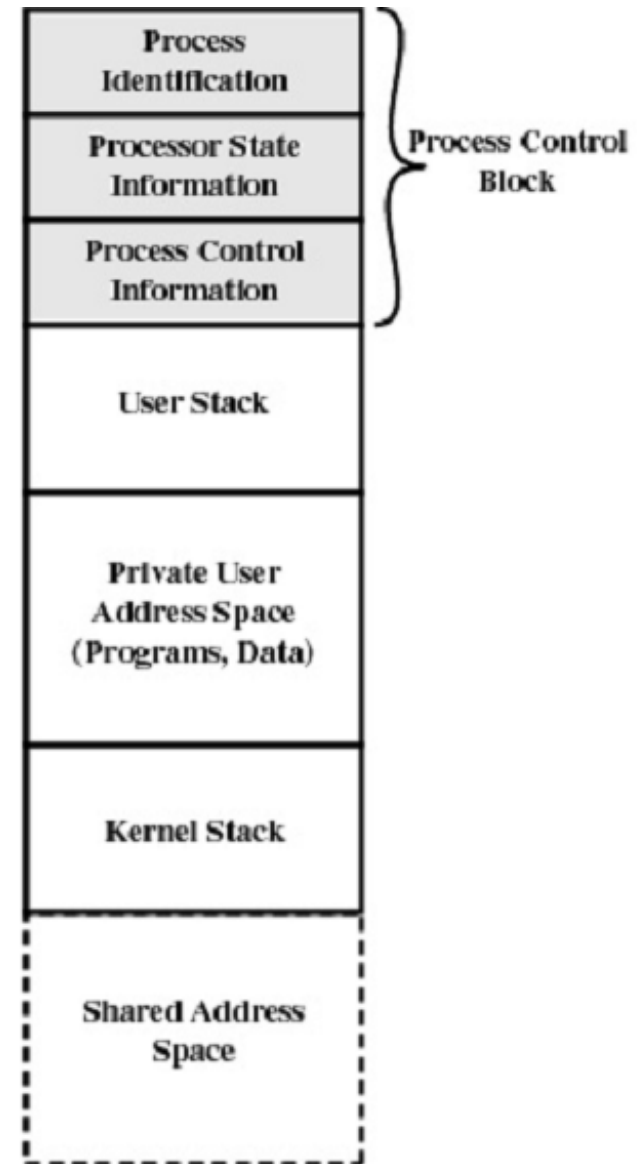 Process
Identification
Processor State
Information
Process Control
Information
Process Control
Block
User Stack
Private User
Address Space
(Programs, Data)
Kernel Stack
Shared Address
Space